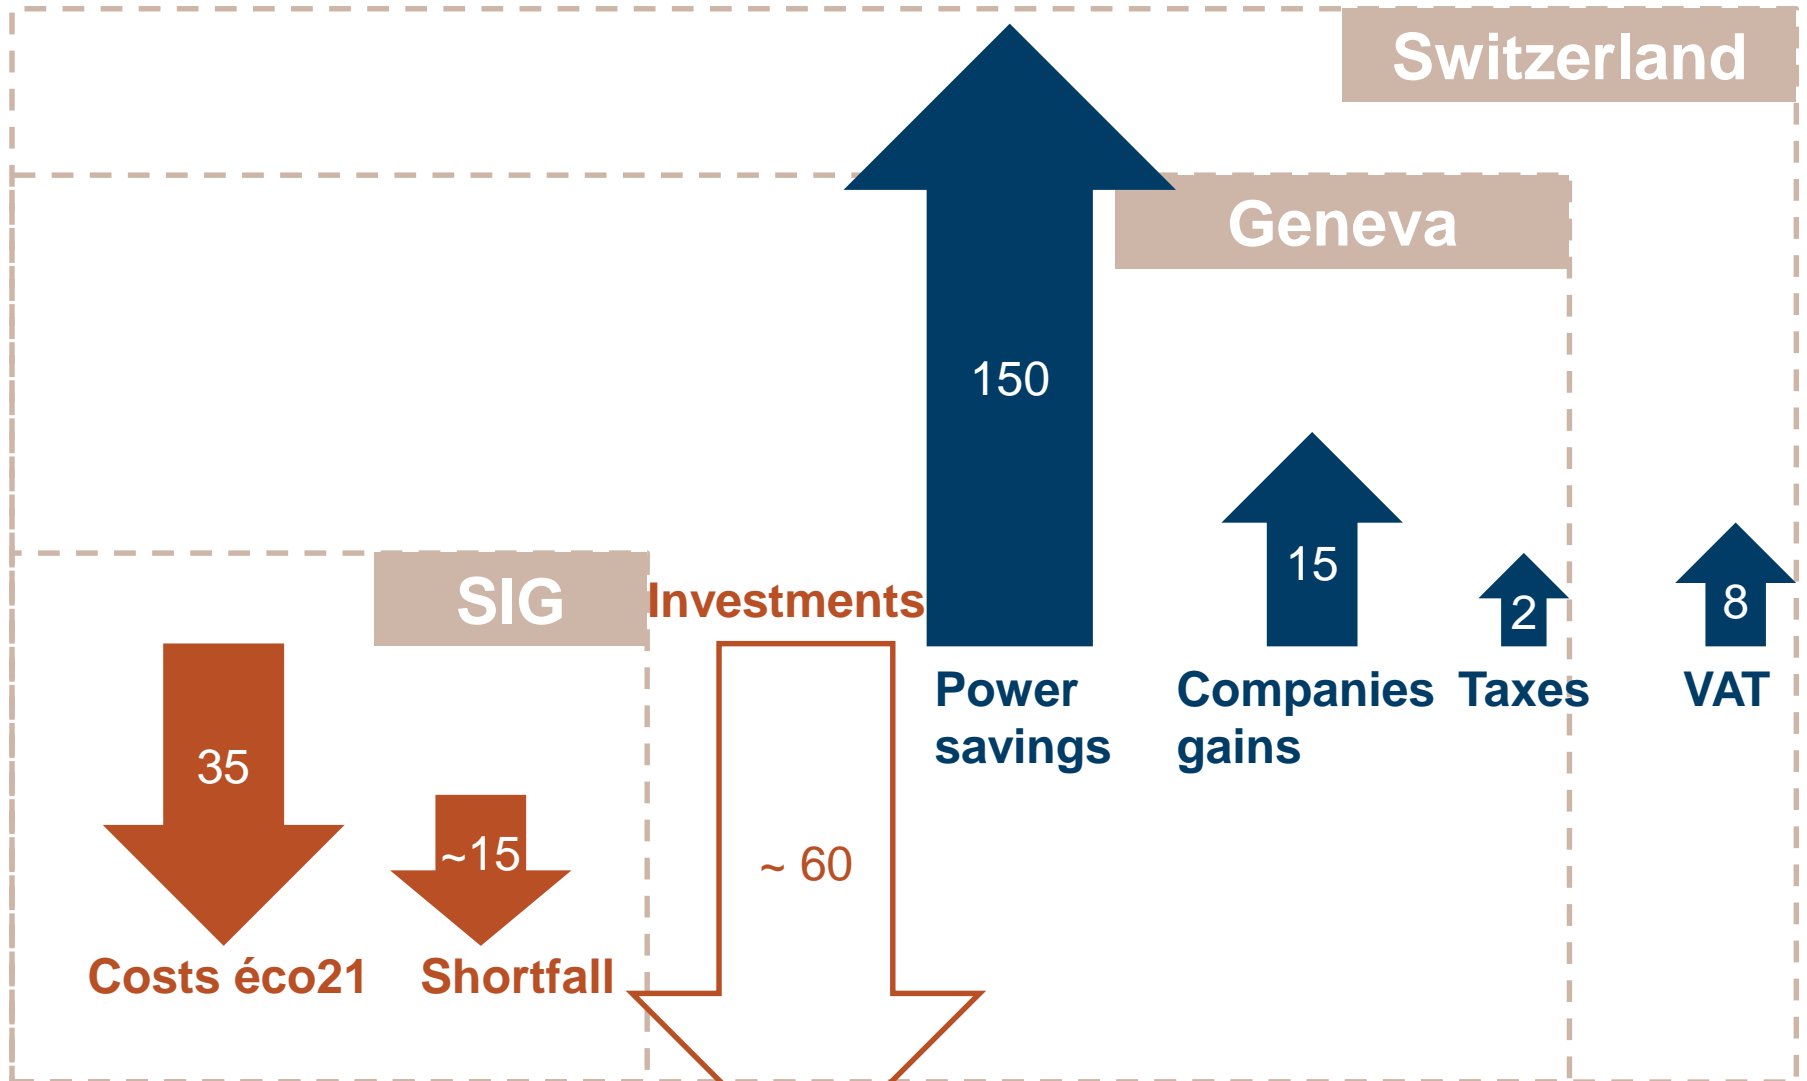 Switzerland
Geneva
150
15
SIG
Investments
2
8
Power
savings
Companies
gains
Taxes
VAT
35
~15
~ 60
Costs éco21
Shortfall